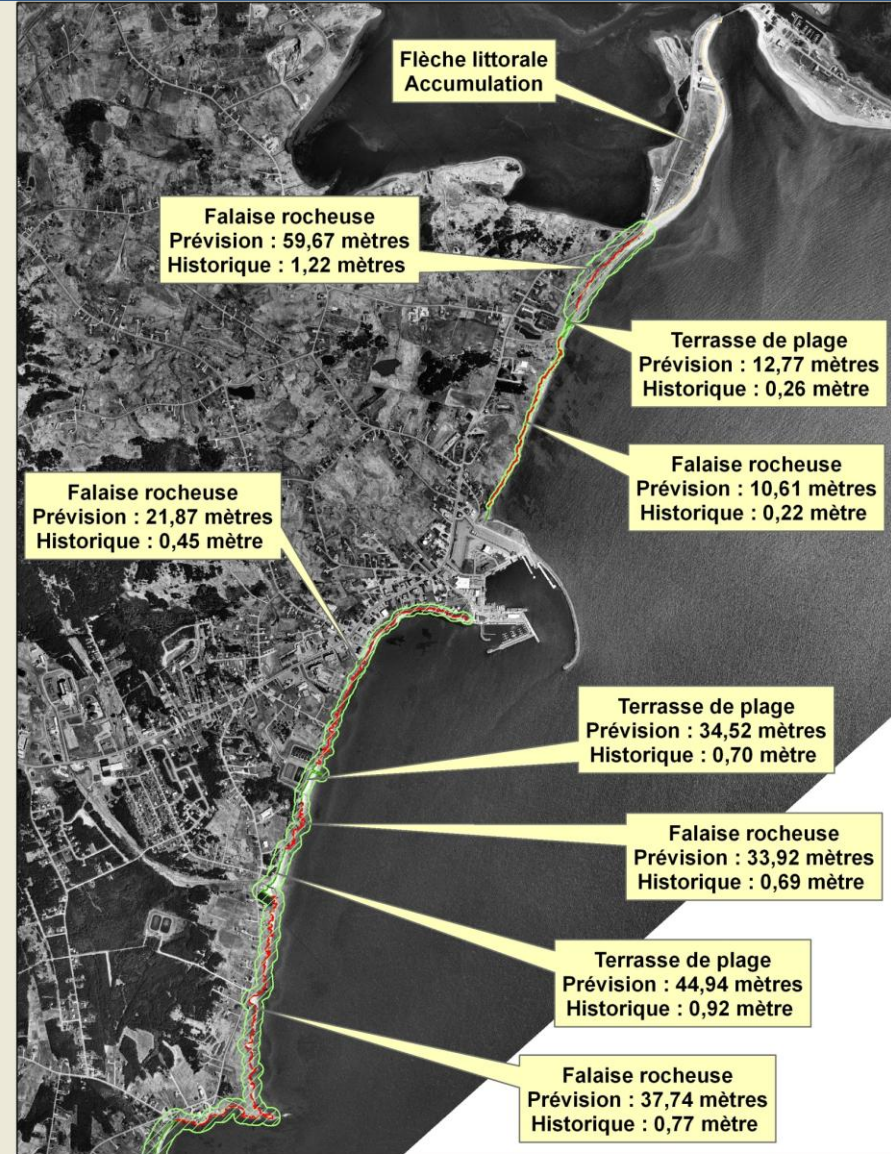 Flèche littorale
Accumulation
Falaise rocheuse
Prévision : 59,67 mètres
Historique : 1,22 mètres
Terrasse de plage
Prévision : 12,77 mètres
Historique : 0,26 mètre
Falaise rocheuse
Prévision : 10,61 mètres
Historique : 0,22 mètre
Falaise rocheuse
Prévision : 21,87 mètres
Historique : 0,45 mètre
Terrasse de plage
Prévision : 34,52 mètres
Historique : 0,70 mètre
Falaise rocheuse
Prévision : 33,92 mètres
Historique : 0,69 mètre
Terrasse de plage
Prévision : 44,94 mètres
Historique : 0,92 mètre
Falaise rocheuse
Prévision : 37,74 mètres
Historique : 0,77 mètre